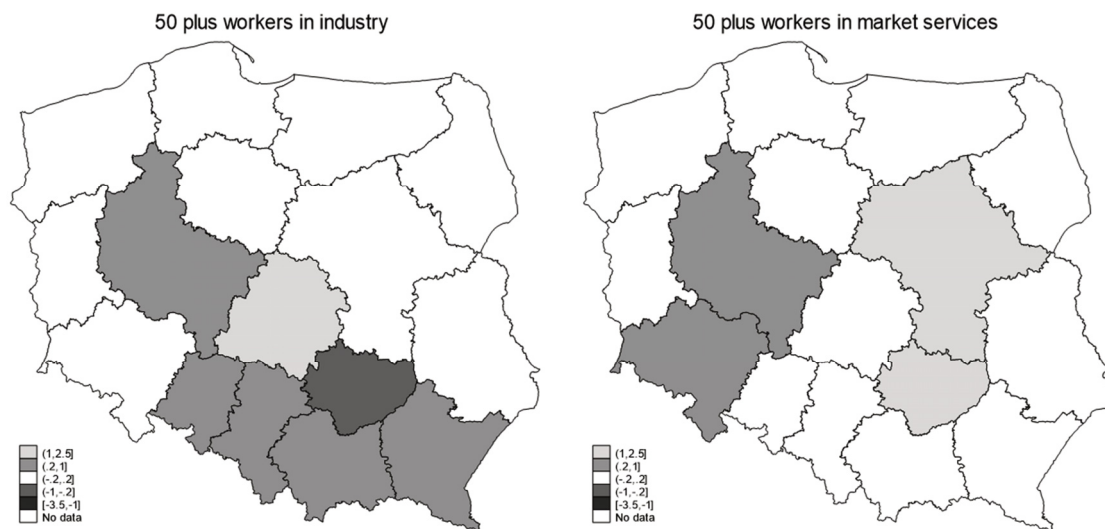 50 plus workers in industry
(1,2.5]
(.2,1]
(-.2,.2]
(-1,-.2]
[-3.5,-1]
No data
50 plus workers in market services
(1,2.5]
(.2,1]
(-.2,.2]
(-1,-.2]
[-3.5,-1]
No data